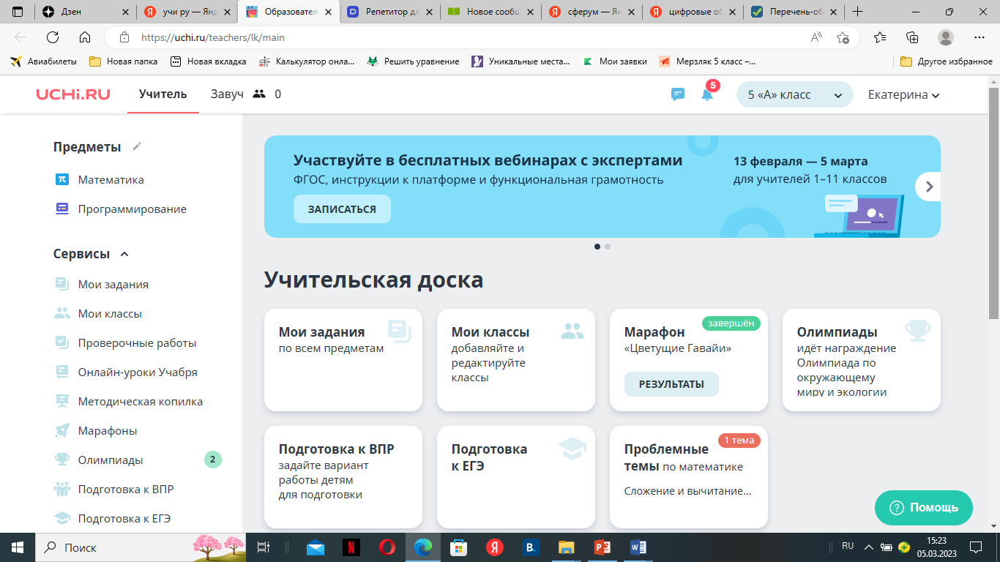 Дзен
учи ру — Янд
Образовател
Репетитор дл
Новое сообщ
сферум — Ян
цифровые об
Перечень-об
https://uchi.ru/teachers/lk/main
Авиабилеты
Новая папка
Новая вкладка
Калькулятор онла...
Решить уравнение
Уникальные места...
Мои заявки
Мерзляк 5 класс –...
Другое избранное
UCHi.RU
Учитель
Завуч 0
5
5 «А» класс
Екатерина
Предметы
Математика
Программирование
Сервисы
Мои задания
Мои классы
Проверочные работы
Онлайн-уроки Учабря
Методическая копилка
Марафоны
Олимпиады 2
Подготовка к ВПР
Подготовка к ЕГЭ
Участвуйте в бесплатных вебинарах с экспертами
ФГОС, инструкции к платформе и функциональная грамотность
ЗАПИСАТЬСЯ
13 февраля — 5 марта
для учителей 1–11 классов
Учительская доска
Мои задания
по всем предметам
Мои классы
добавляйте и
редактируйте
классы
завершён
Марафон
«Цветущие Гавайи»
РЕЗУЛЬТАТЫ
Олимпиады
идёт награждение
Олимпиада по
окружающему
миру и экологии
Подготовка к ВПР
задайте вариант
работы детям
для подготовки
Подготовка
к ЕГЭ
1 тема
Проблемные
темы по математике
Сложение и вычитание...
Помощь
Поиск
RU
15:23
05.03.2023